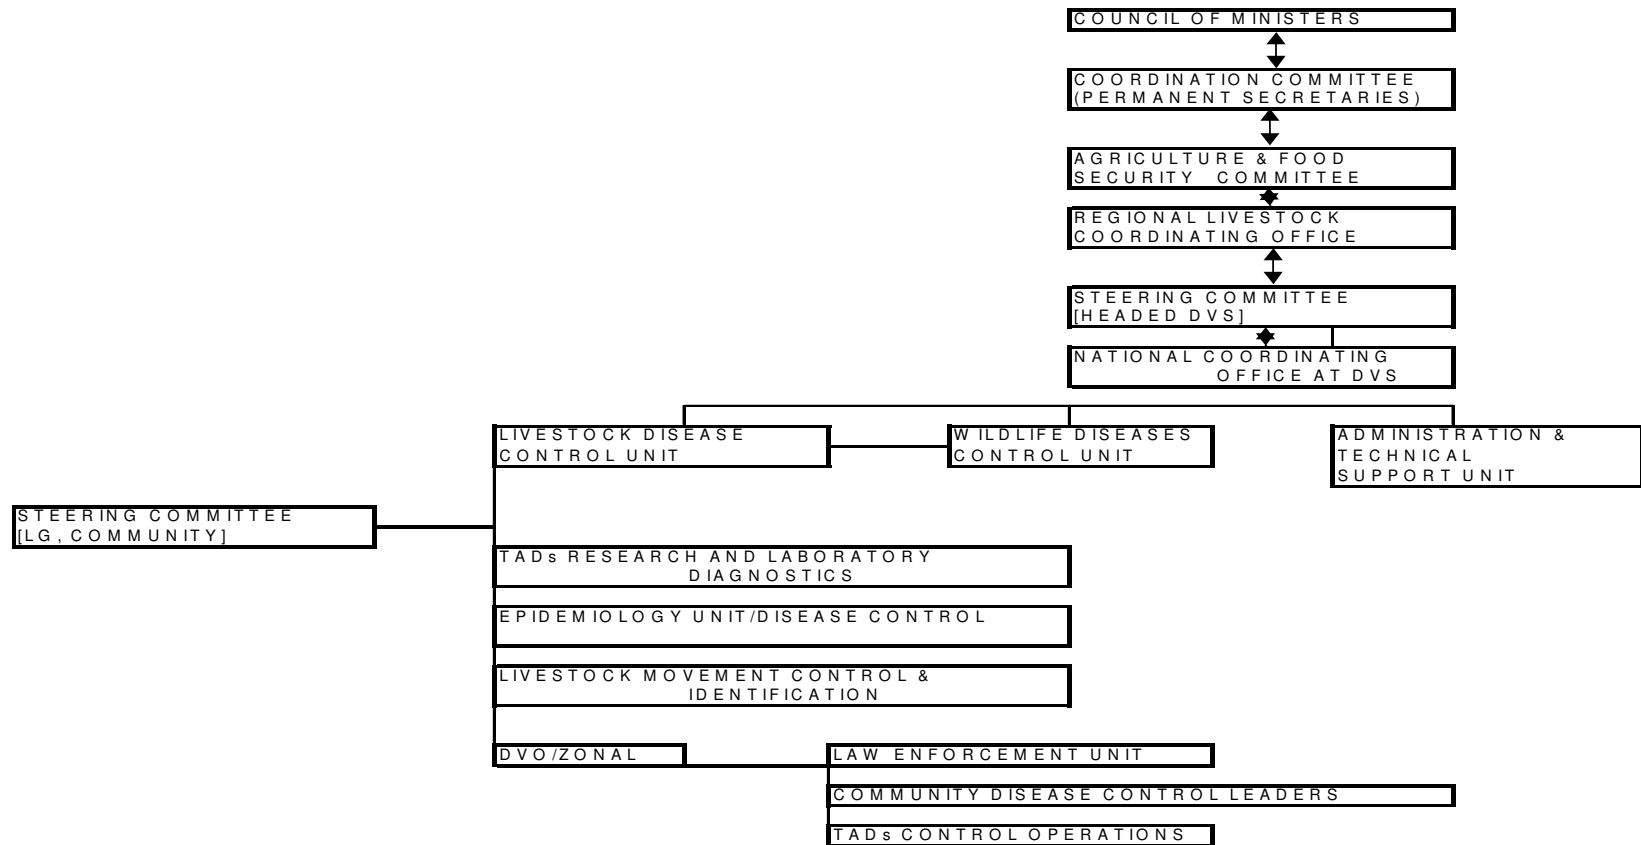 COUNCIL OF MINISTERS
COORDINATION COMMITTEE
(PERMANENT SECRETARIES)
AGRICULTURE & FOOD
SECURITY COMMITTEE
REGIONAL LIVESTOCK
COORDINATING OFFICE
STEERING COMMITTEE
[HEADED DVS]
NATIONAL COORDINATING
OFFICE AT DVS
LIVESTOCK DISEASE
CONTROL UNIT
WILDLIFE DISEASES
CONTROL UNIT
ADMINISTRATION &
TECHNICAL
SUPPORT UNIT
STEERING COMMITTEE
[LG, COMMUNITY]
TADs RESEARCH AND LABORATORY
DIAGNOSTICS
EPIDEMIOLOGY UNIT/DISEASE CONTROL
LIVESTOCK MOVEMENT CONTROL &
IDENTIFICATION
DVO/ZONAL
LAW ENFORCEMENT UNIT
COMMUNITY DISEASE CONTROL LEADERS
TADs CONTROL OPERATIONS